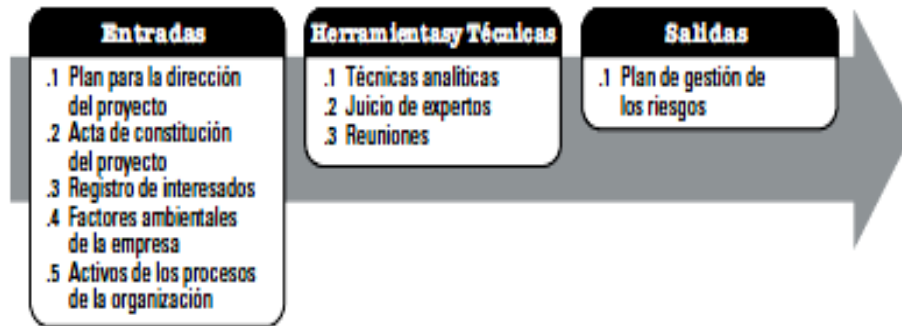 Entradas
.1 Plan para la dirección
del proyecto
.2 Acta de constitución
del proyecto
.3 Registro de interesados
.4 Factores ambientales
de la empresa
.5 Activos de los procesos
de la organización
Herramientas y Técnicas
.1 Técnicas analíticas
.2 Juicio de expertos
.3 Reuniones
Salidas
.1 Plan de gestión de
los riesgos